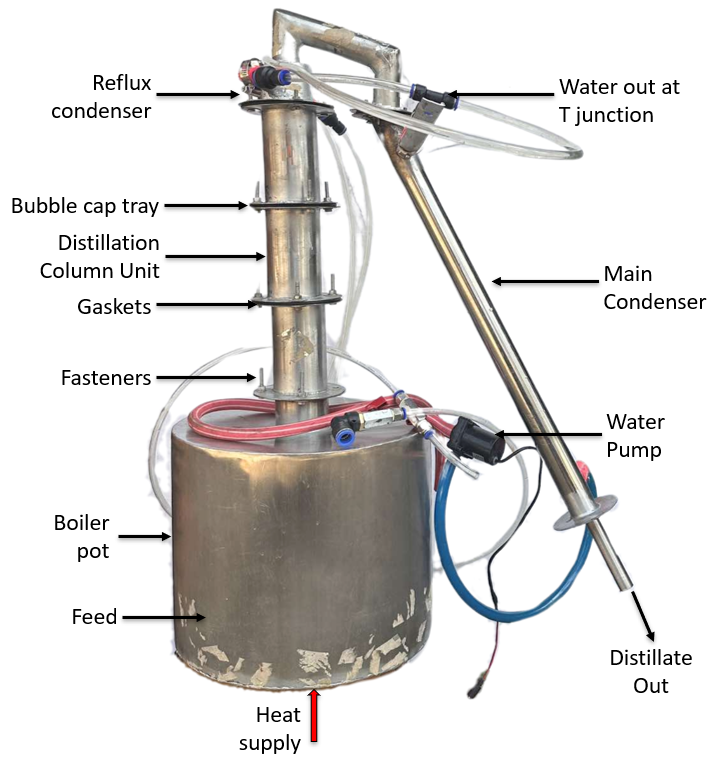 Reflux
condenser
Water out at
T junction
Bubble cap tray
Distillation
Column Unit
Main
Condenser
Gaskets
Fasteners
Water
Pump
Boiler
pot
Feed
Distillate
Out
Heat
supply